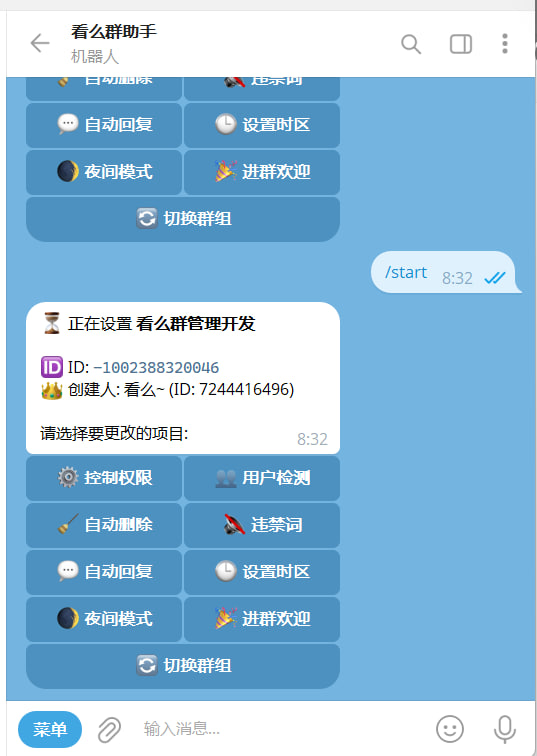 看么群助手
机器人
自动删除 违禁词
自动回复 设置时区
夜间模式 进群欢迎
切换群组
/start 8:32
正在设置 看么群管理开发
ID: -1002388320046
创建人: 看么~ (ID: 7244416496)
请选择要更改的项目:
8:32
控制权限 用户检测
自动删除 违禁词
自动回复 设置时区
夜间模式 进群欢迎
切换群组
菜单 输入消息...